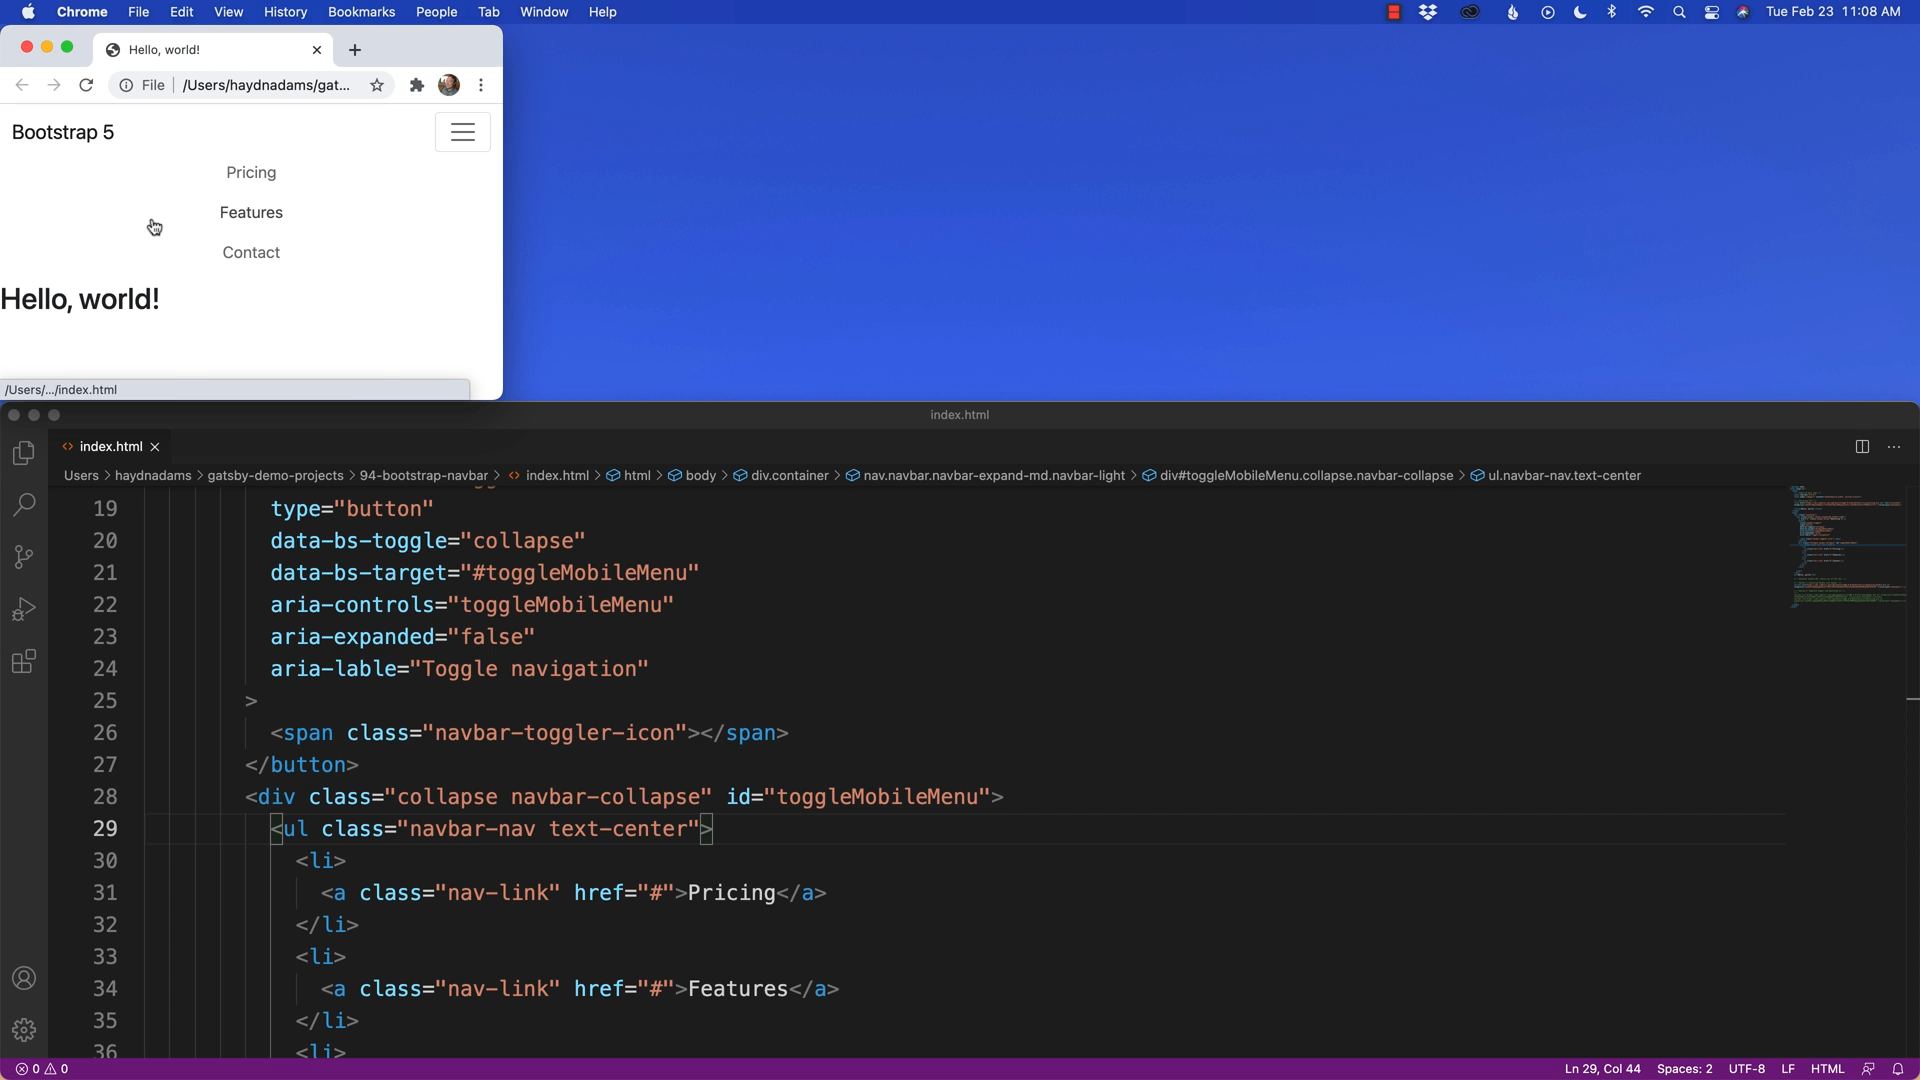 Chrome File Edit View History Bookmarks People Tab Window Help Tue Feb 23 11:08 AM
Hello, world!
File /Users/haydnadams/gat...
Bootstrap 5
Pricing
Features
Contact
Hello, world!
/Users/.../index.html
index.html
index.html
Users > haydnadams > gatsby-demo-projects > 94-bootstrap-navbar > <> index.html > html > body > div.container > nav.navbar.navbar-expand-md.navbar-light > div#toggleMobileMenu.collapse.navbar-collapse > ul.navbar-nav.text-center
19 type="button"
20 data-bs-toggle="collapse"
21 data-bs-target="#toggleMobileMenu"
22 aria-controls="toggleMobileMenu"
23 aria-expanded="false"
24 aria-lable="Toggle navigation"
25 >
26 <span class="navbar-toggler-icon"></span>
27 </button>
28 <div class="collapse navbar-collapse" id="toggleMobileMenu">
29 <ul class="navbar-nav text-center">
30 <li>
31 <a class="nav-link" href="#">Pricing</a>
32 </li>
33 <li>
34 <a class="nav-link" href="#">Features</a>
35 </li>
36 <li>
0 0 Ln 29, Col 44 Spaces: 2 UTF-8 LF HTML